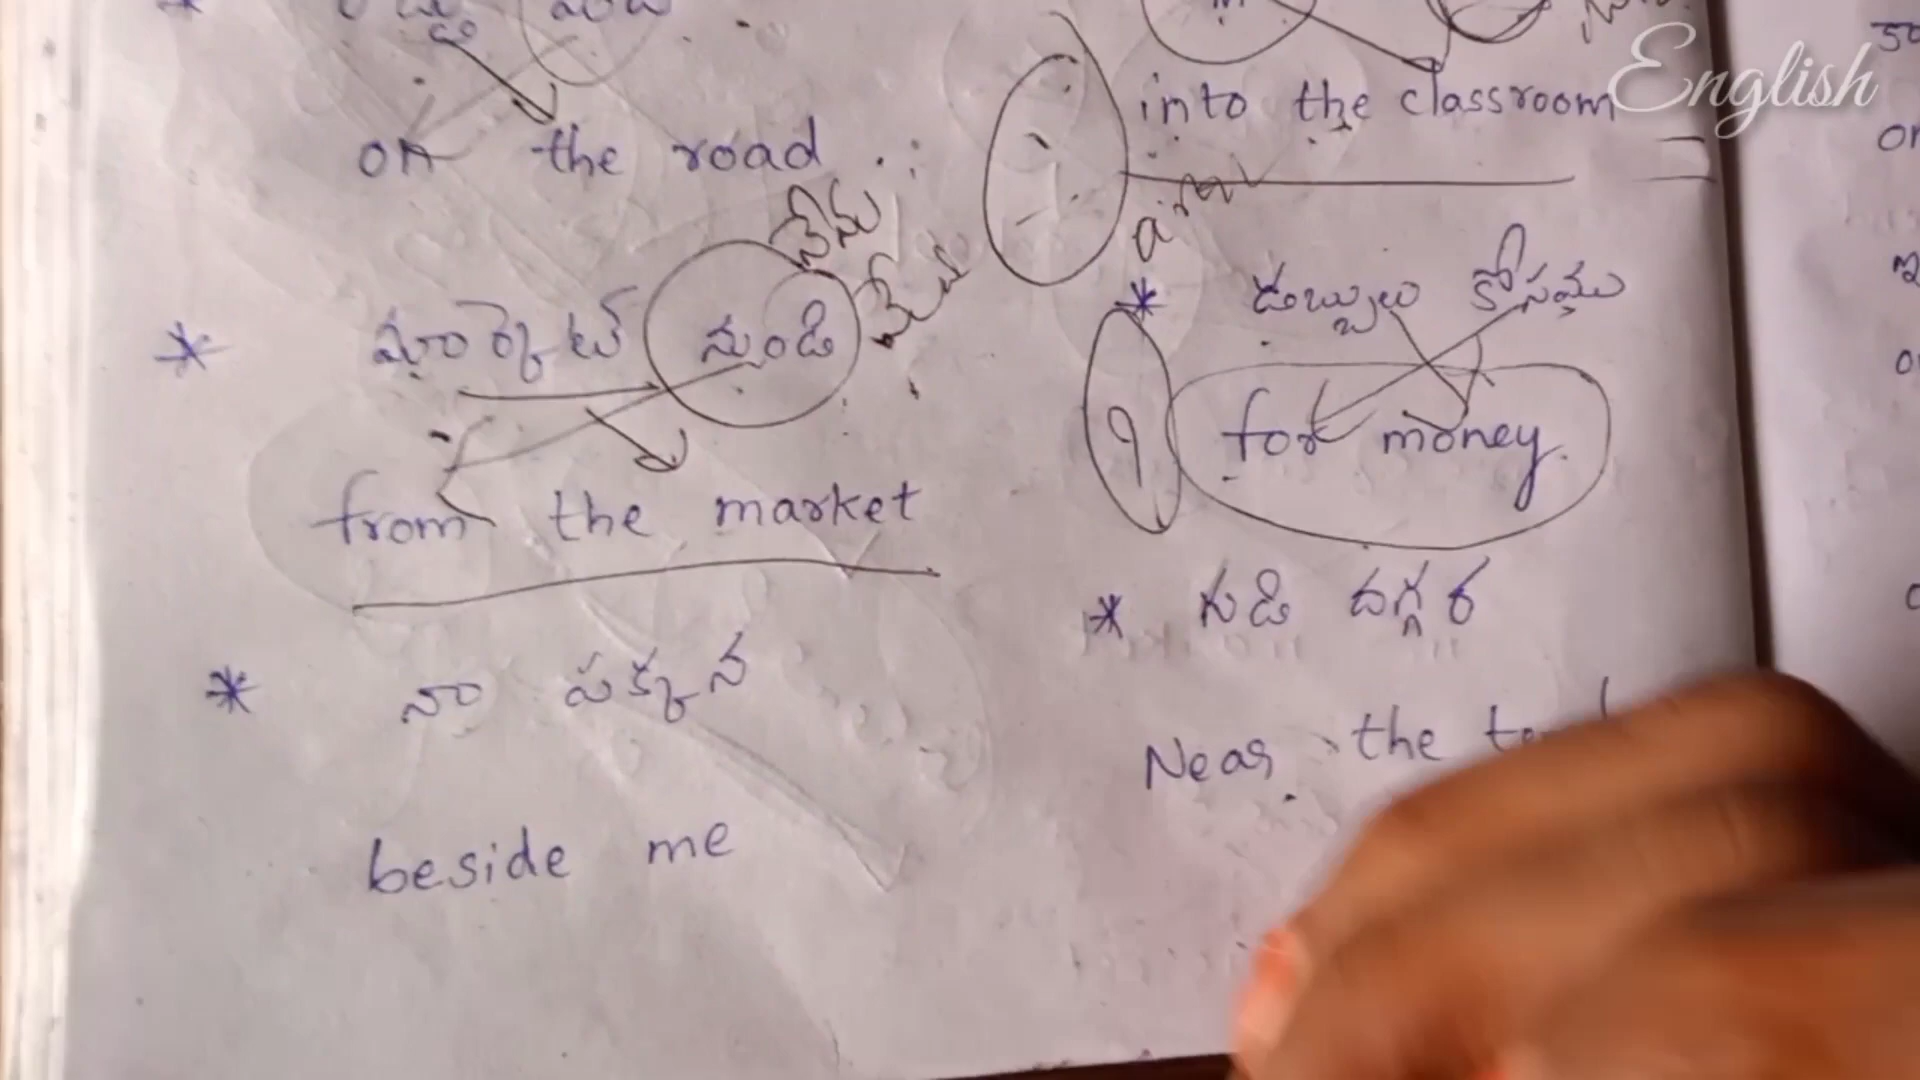 on the road
మార్కెట్ నుండి
from the market
నా పక్కన
beside me
English
into the classroom
* డబ్బులు కోసము
for money
* గుడి దగ్గర
Near the